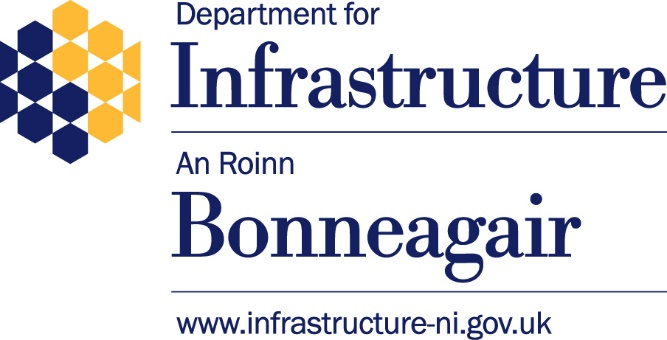 Department for
Infrastructure
An Roinn
Bonneagair
www.infrastructure-ni.gov.uk